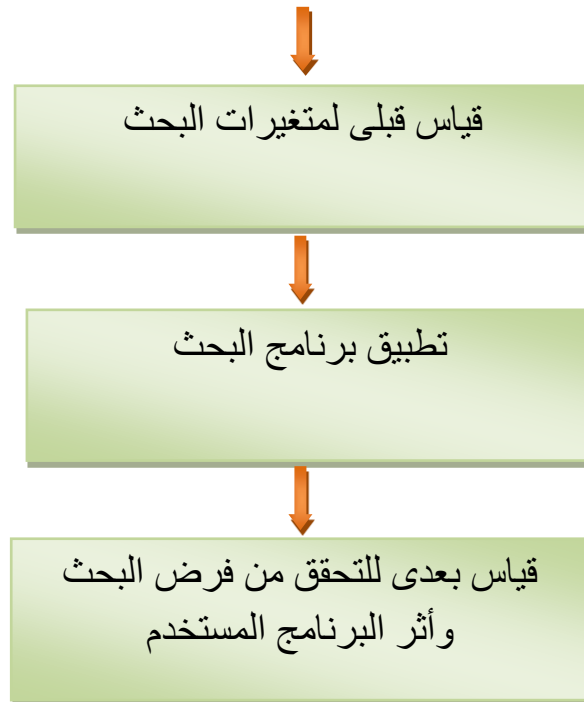 قياس قبلى لمتغيرات البحث
تطبيق برنامج البحث
قياس بعدى للتحقق من فرض البحث
وأثر البرنامج المستخدم